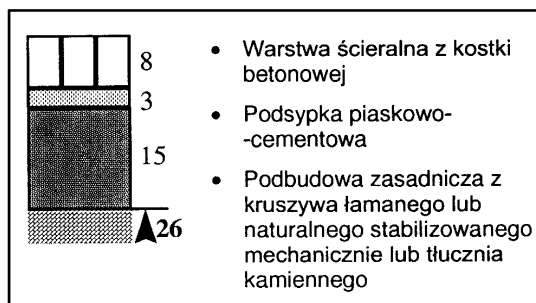 8
3
15
26
• Warstwa ścieralna z kostki
betonowej
• Podsypka piaskowo-
-cementowa
• Podbudowa zasadnicza z
kruszywa łamanego lub
naturalnego stabilizowanego
mechanicznie lub tłucznia
kamiennego